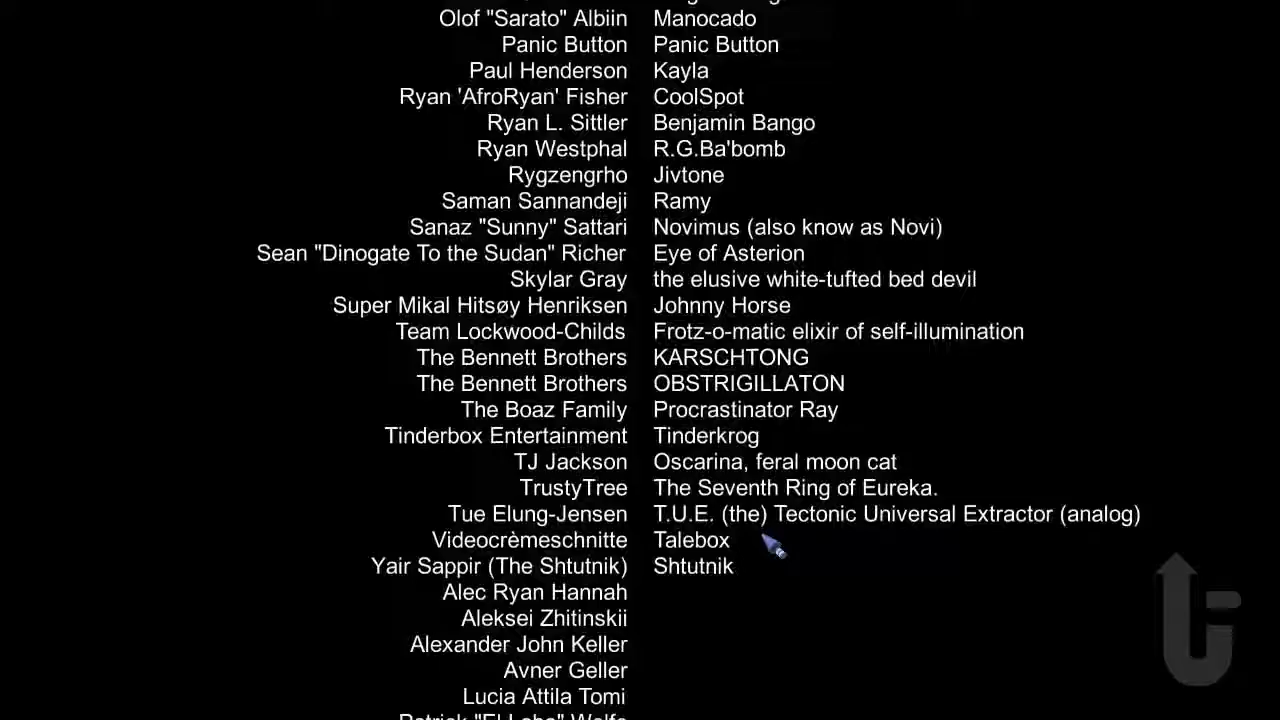 Olof "Sarato" Albiin Manocado
Panic Button Panic Button
Paul Henderson Kayla
Ryan 'AfroRyan' Fisher CoolSpot
Ryan L. Sittler Benjamin Bango
Ryan Westphal R.G.Ba'bomb
Rygzengrho Jivtone
Saman Sannandeji Ramy
Sanaz "Sunny" Sattari Novimus (also know as Novi)
Sean "Dinogate To the Sudan" Richer Eye of Asterion
Skylar Gray the elusive white-tufted bed devil
Super Mikal Hitsøy Henriksen Johnny Horse
Team Lockwood-Childs Frotz-o-matic elixir of self-illumination
The Bennett Brothers KARSCHTONG
The Bennett Brothers OBSTRIGILLATON
The Boaz Family Procrastinator Ray
Tinderbox Entertainment Tinderkrog
TJ Jackson Oscarina, feral moon cat
TrustyTree The Seventh Ring of Eureka.
Tue Elung-Jensen T.U.E. (the) Tectonic Universal Extractor (analog)
Videocrèmeschnitte Talebox
Yair Sappir (The Shtutnik) Shtutnik
Alec Ryan Hannah
Aleksei Zhitinskii
Alexander John Keller
Avner Geller
Lucia Attila Tomi